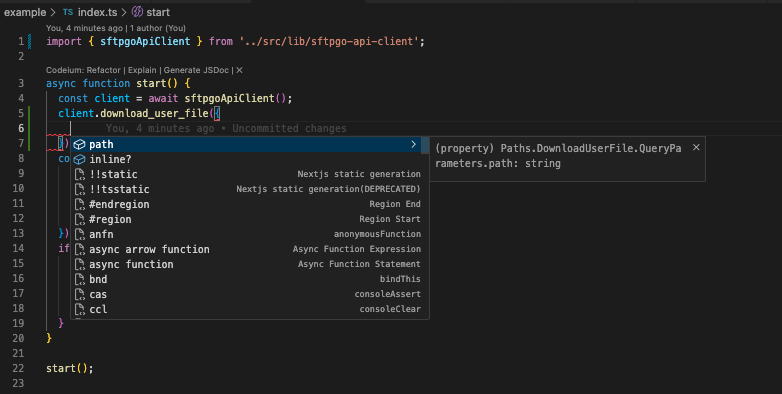 example > TS index.ts > start
You, 4 minutes ago | 1 author (You)
1 import { sftpgoApiClient } from '../src/lib/sftpgo-api-client';
2
Codeium: Refactor | Explain | Generate JSDoc | X
3 async function start() {
4 const client = await sftpgoApiClient();
5 client.download_user_file({
6 You, 4 minutes ago • Uncommitted changes
7 })
path >
(property) Paths.DownloadUserFile.QueryPa
rameters.path: string
8 co
inline?
9 !!static Nextjs static generation
10 !!tsstatic Nextjs static generation(DEPRECATED)
11 #endregion Region End
12 #region Region Start
13 })
anfn anonymousFunction
14 if
async arrow function Async Function Expression
15 async function Async Function Statement
16 bnd bindThis
17 cas consoleAssert
18 ccl consoleClear
19 }
20 }
21
22 start();
23